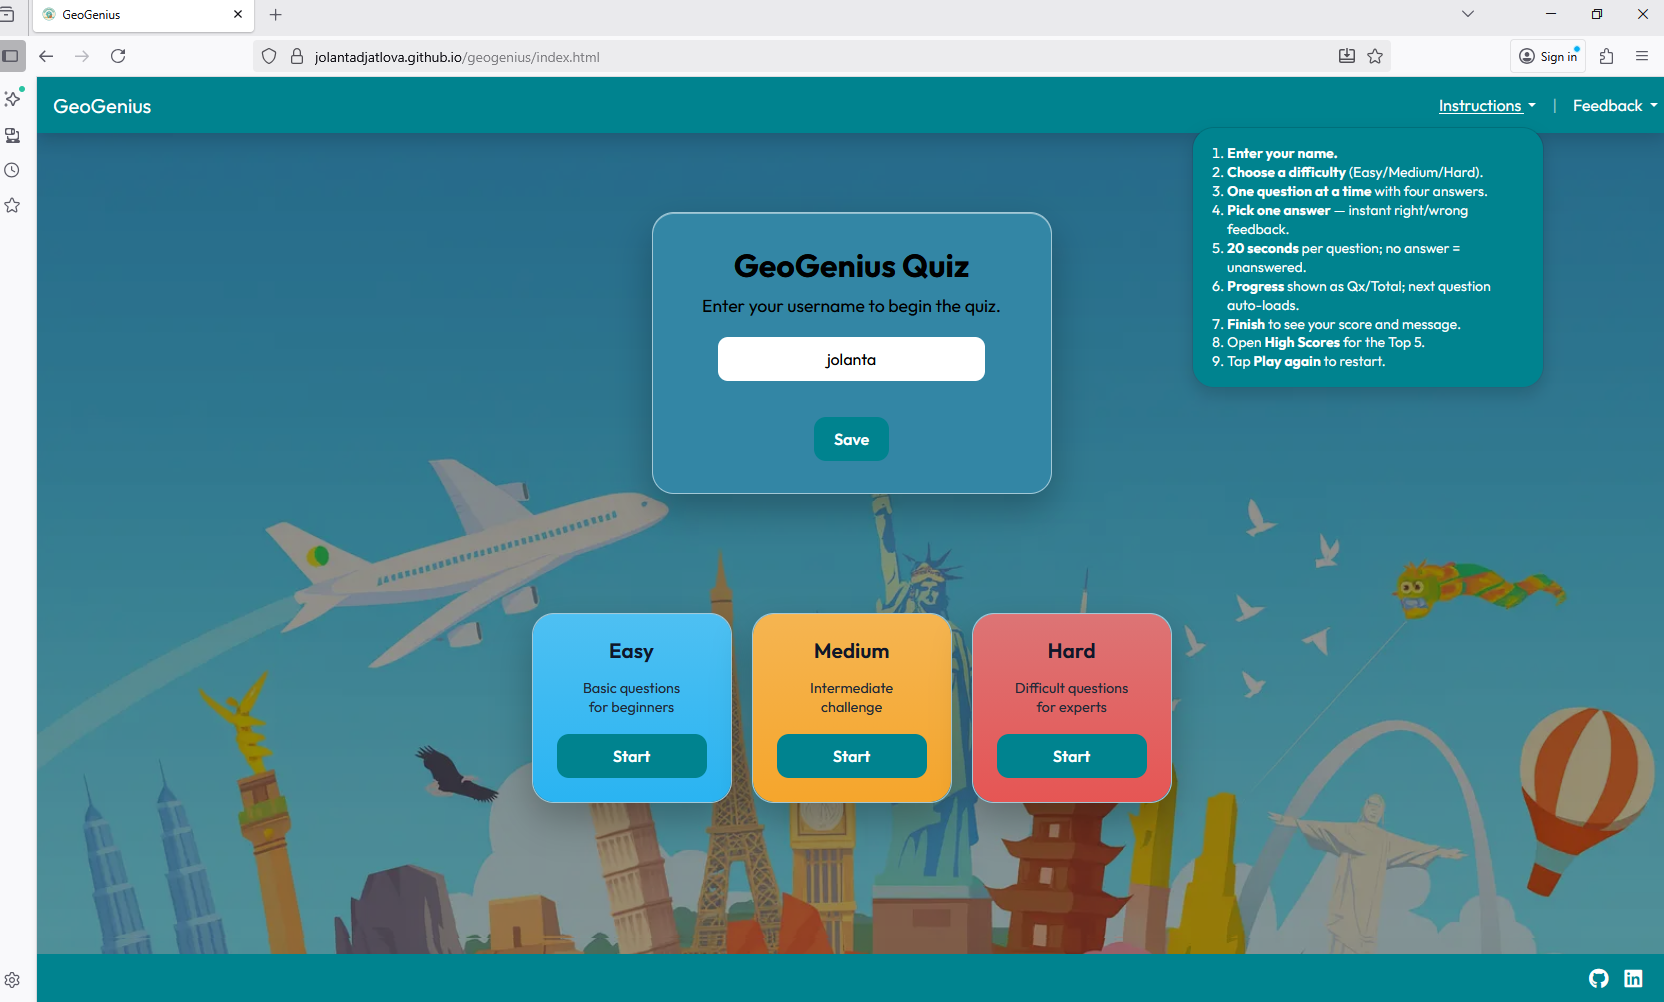 GeoGenius
jolantadjatlova.github.io/geogenius/index.html
Sign in
GeoGenius
Instructions
|
Feedback
1. Enter your name.
2. Choose a difficulty (Easy/Medium/Hard).
3. One question at a time with four answers.
4. Pick one answer — instant right/wrong
feedback.
5. 20 seconds per question; no answer =
unanswered.
6. Progress shown as Qx/Total; next question
auto-loads.
7. Finish to see your score and message.
8. Open High Scores for the Top 5.
9. Tap Play again to restart.
GeoGenius Quiz
Enter your username to begin the quiz.
jolanta
Save
Easy
Basic questions
for beginners
Start
Medium
Intermediate
challenge
Start
Hard
Difficult questions
for experts
Start